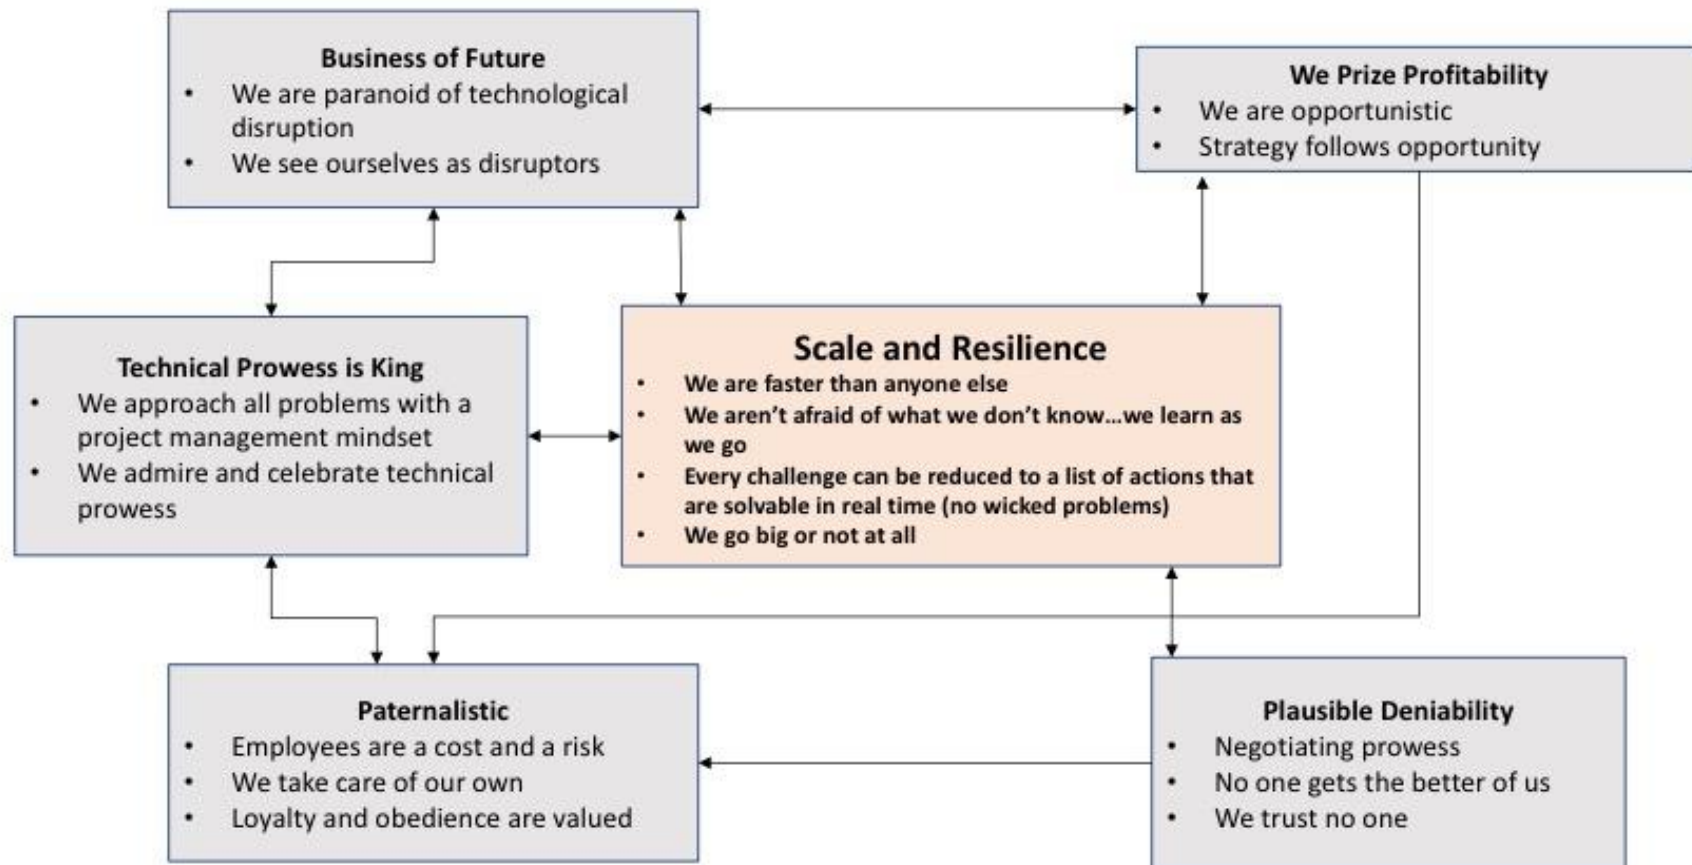 Business of Future
• We are paranoid of technological
disruption
• We see ourselves as disruptors
We Prize Profitability
• We are opportunistic
• Strategy follows opportunity
Technical Prowess is King
• We approach all problems with a
project management mindset
• We admire and celebrate technical
prowess
Scale and Resilience
• We are faster than anyone else
• We aren’t afraid of what we don’t know…we learn as
we go
• Every challenge can be reduced to a list of actions that
are solvable in real time (no wicked problems)
• We go big or not at all
Paternalistic
• Employees are a cost and a risk
• We take care of our own
• Loyalty and obedience are valued
Plausible Deniability
• Negotiating prowess
• No one gets the better of us
• We trust no one